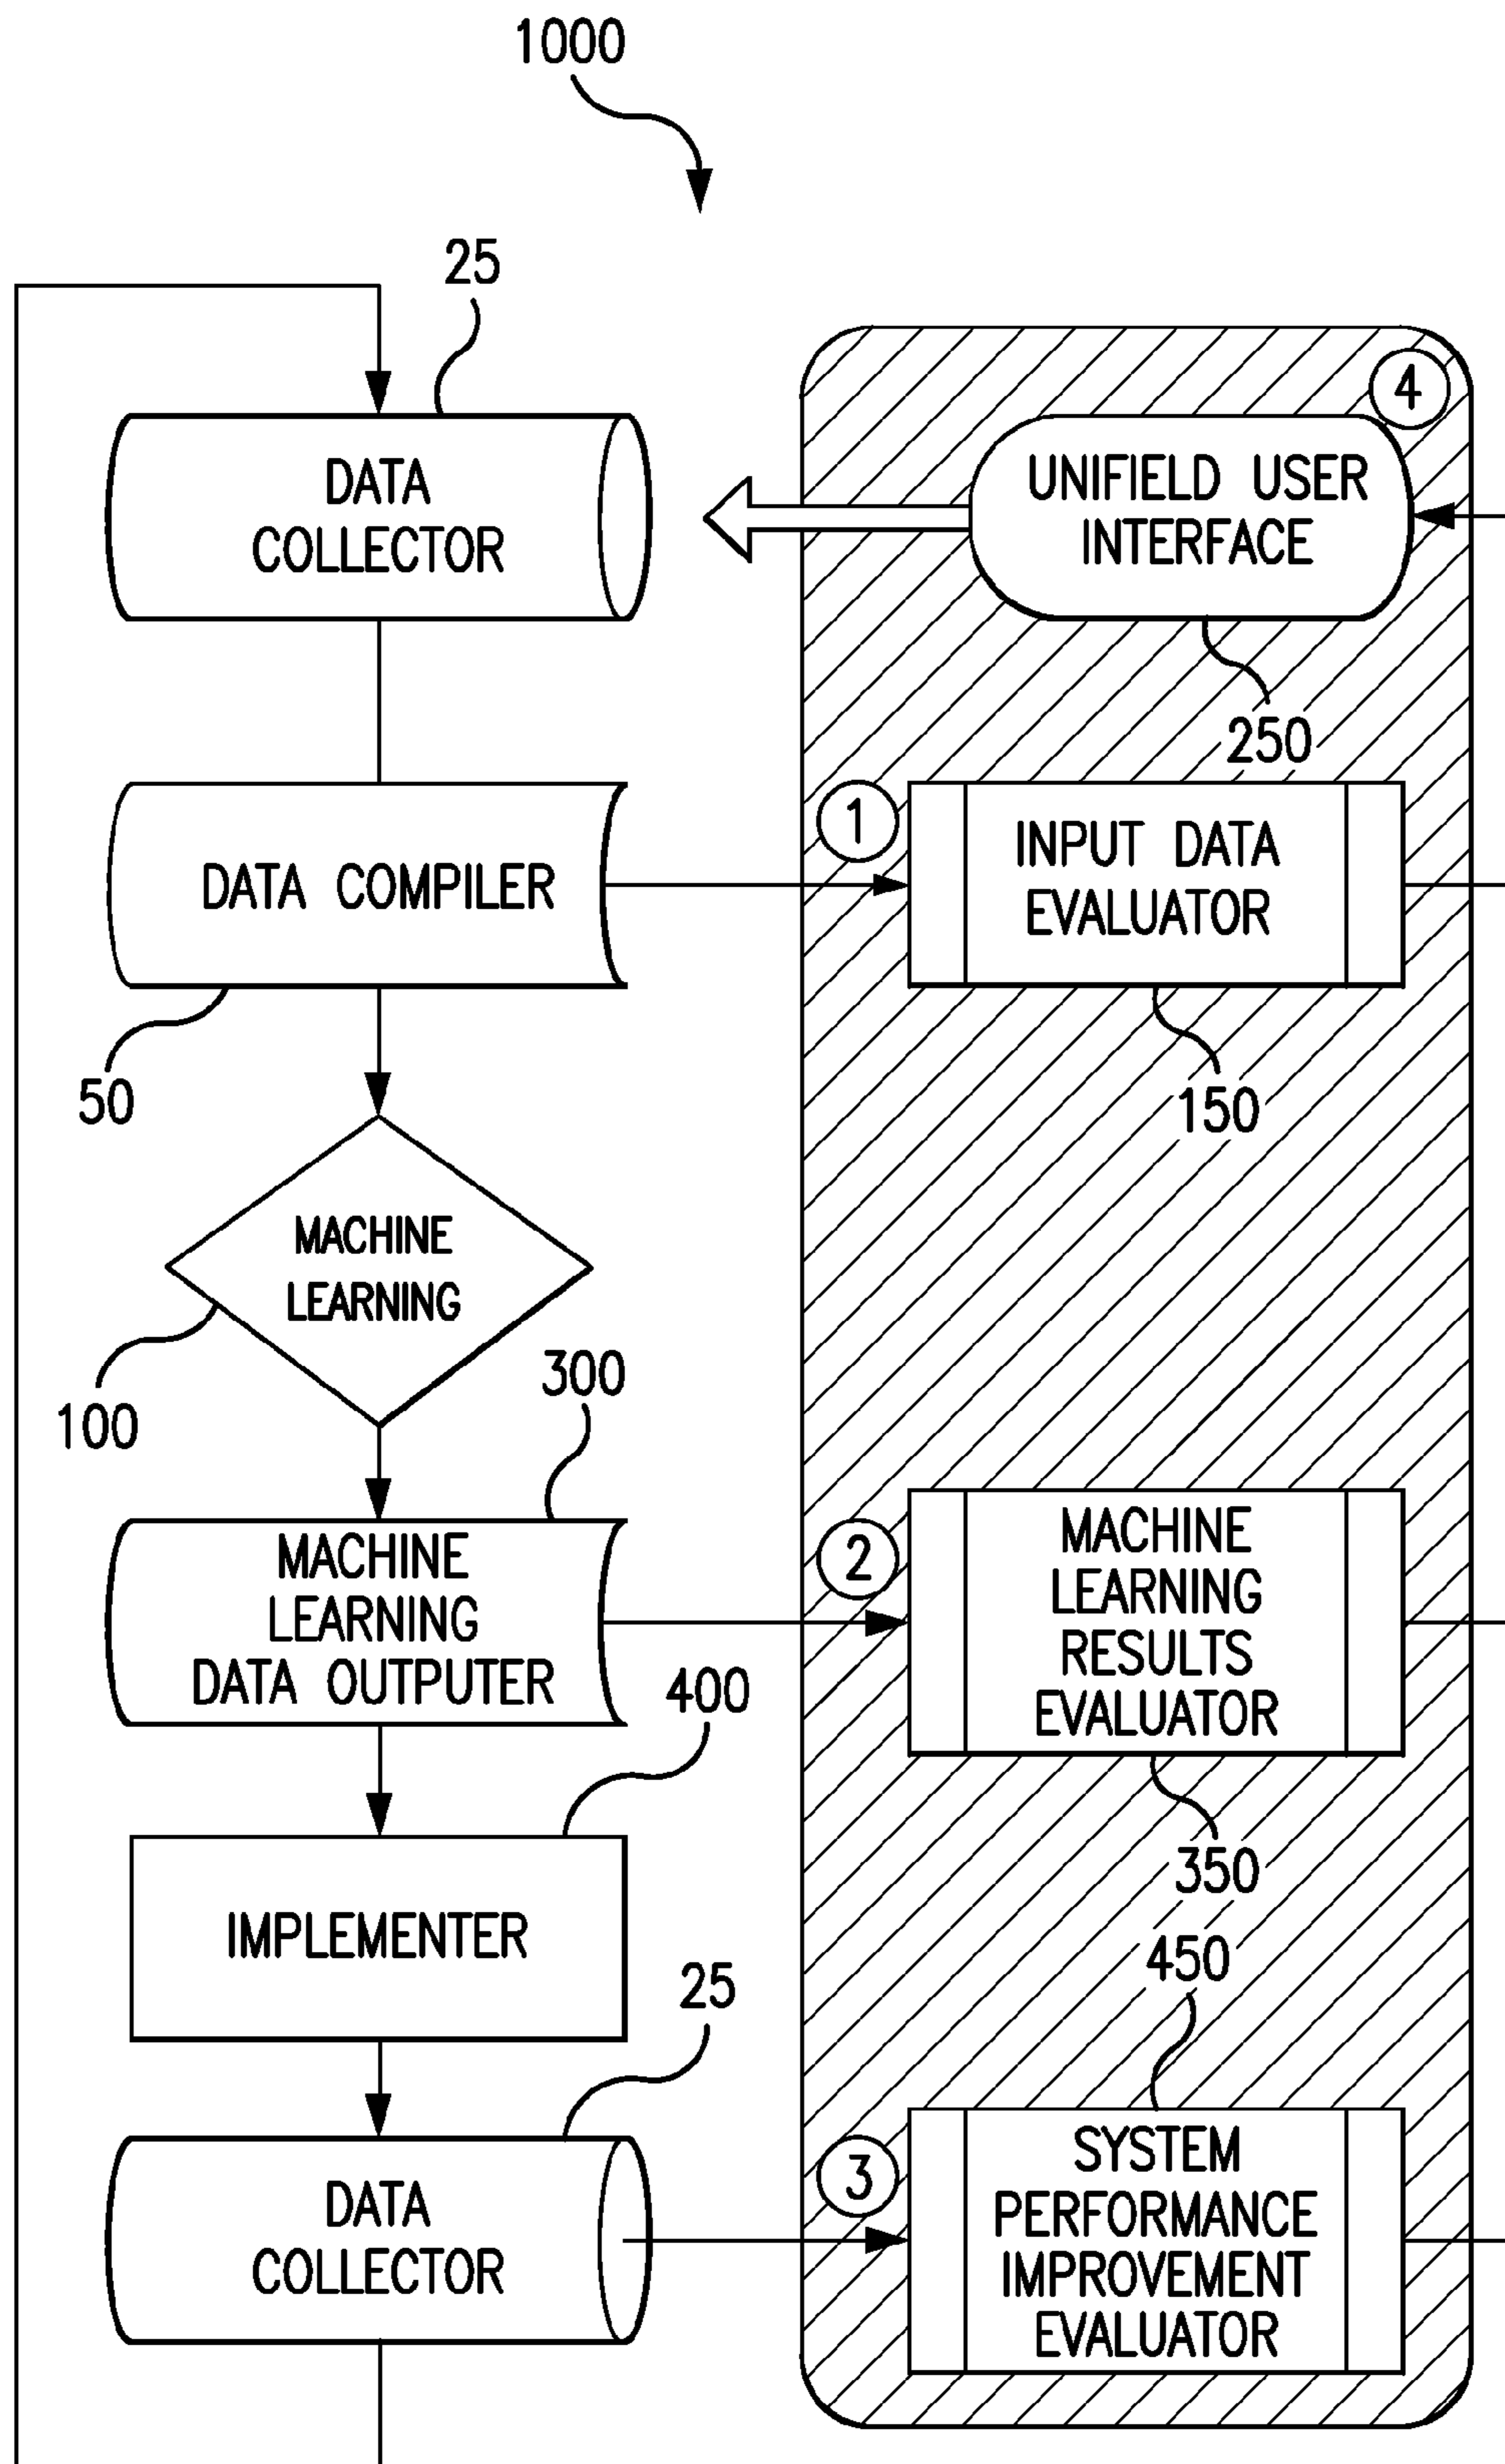 1000
25
DATA
COLLECTOR
4
UNIFIELD USER
INTERFACE
250
DATA COMPILER
50
1
INPUT DATA
EVALUATOR
150
MACHINE
LEARNING
100
300
MACHINE
LEARNING
DATA OUTPUTER
2
MACHINE
LEARNING
RESULTS
EVALUATOR
350
400
IMPLEMENTER
25
DATA
COLLECTOR
450
3
SYSTEM
PERFORMANCE
IMPROVEMENT
EVALUATOR